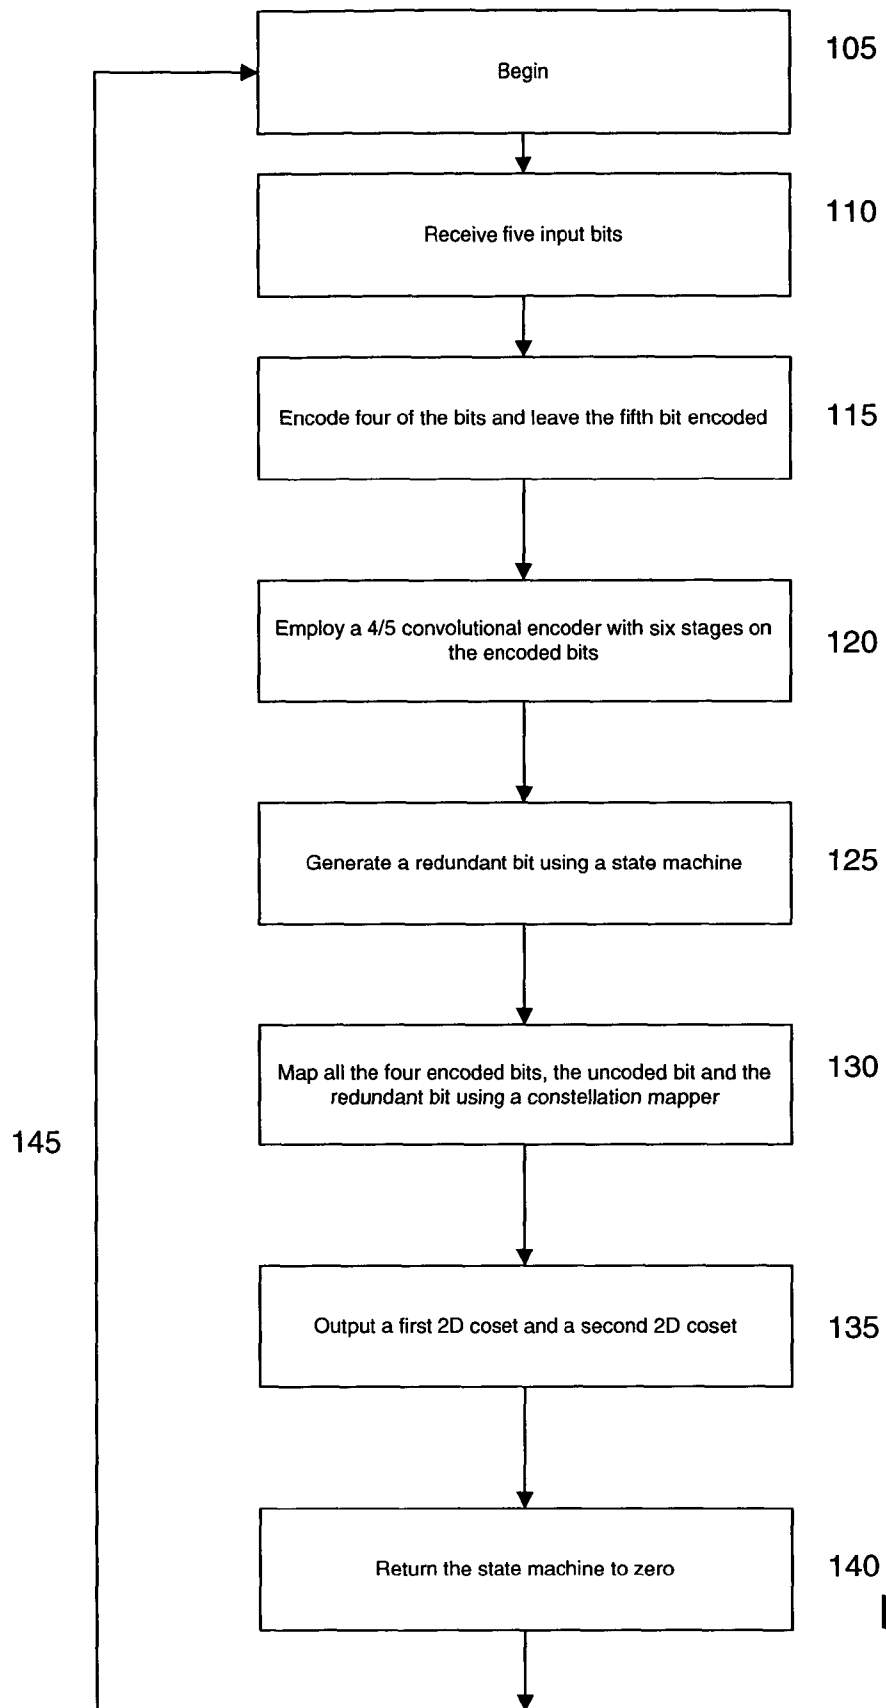 Begin
105
Receive five input bits
110
Encode four of the bits and leave the fifth bit encoded
115
Employ a 4/5 convolutional encoder with six stages on
the encoded bits
120
Generate a redundant bit using a state machine
125
Map all the four encoded bits, the uncoded bit and the
redundant bit using a constellation mapper
130
145
Output a first 2D coset and a second 2D coset
135
Return the state machine to zero
140